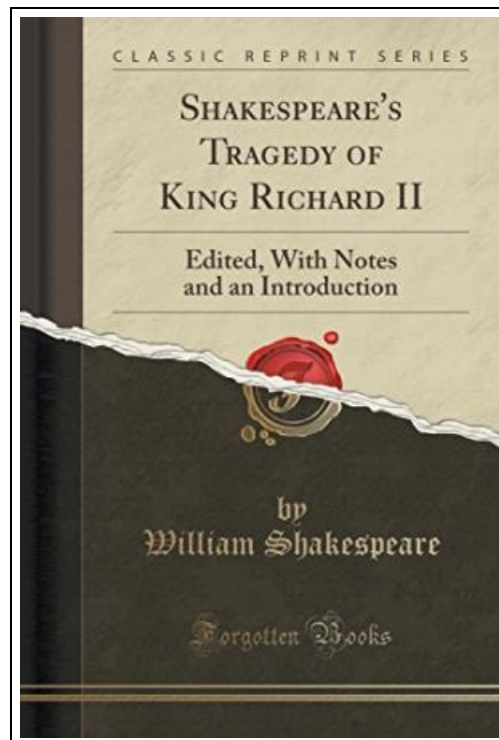 CLASSIC REPRINT SERIES
SHAKESPEARE'S
TRAGEDY OF
KING RICHARD II
Edited, With Notes
and an Introduction
by
William Shakespeare
Forgotten Books